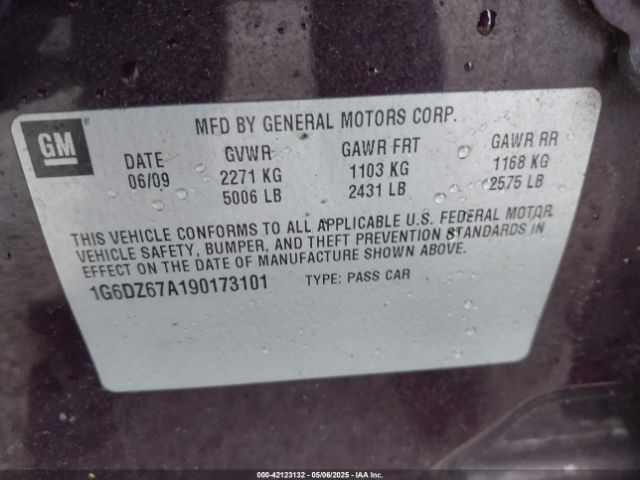 GM
MFD BY GENERAL MOTORS CORP.
DATE GVWR GAWR FRT GAWR RR
06/09 2271 KG 1103 KG 1168 KG
5006 LB 2431 LB 2575 LB
THIS VEHICLE CONFORMS TO ALL APPLICABLE U.S. FEDERAL MOTOR
VEHICLE SAFETY, BUMPER, AND THEFT PREVENTION STANDARDS IN
EFFECT ON THE DATE OF MANUFACTURE SHOWN ABOVE.
1G6DZ67A190173101 TYPE: PASS CAR
000-42123132 - 05/06/2025 - IAA Inc.